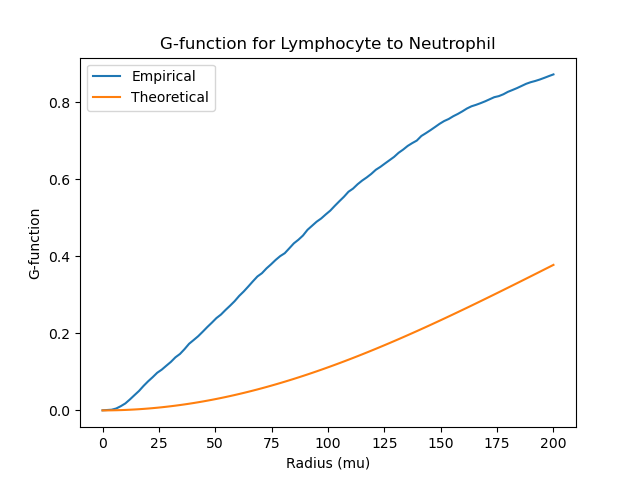 G-function for Lymphocyte to Neutrophil
Empirical
Theoretical
G-function
0.8
0.6
0.4
0.2
0.0
0 25 50 75 100 125 150 175 200
Radius (mu)